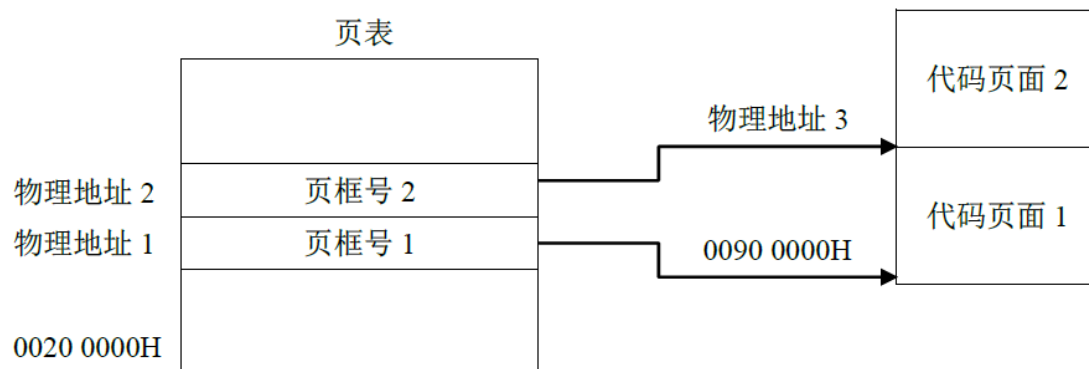 页表
代码页面 2
物理地址 3
物理地址 2
页框号 2
物理地址 1
页框号 1
代码页面 1
0090 0000H
0020 0000H